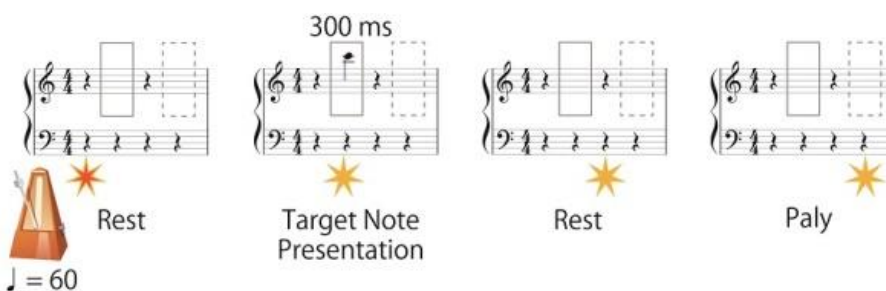 300 ms
Rest
Target Note
Presentation
Rest
Paly
♩ = 60